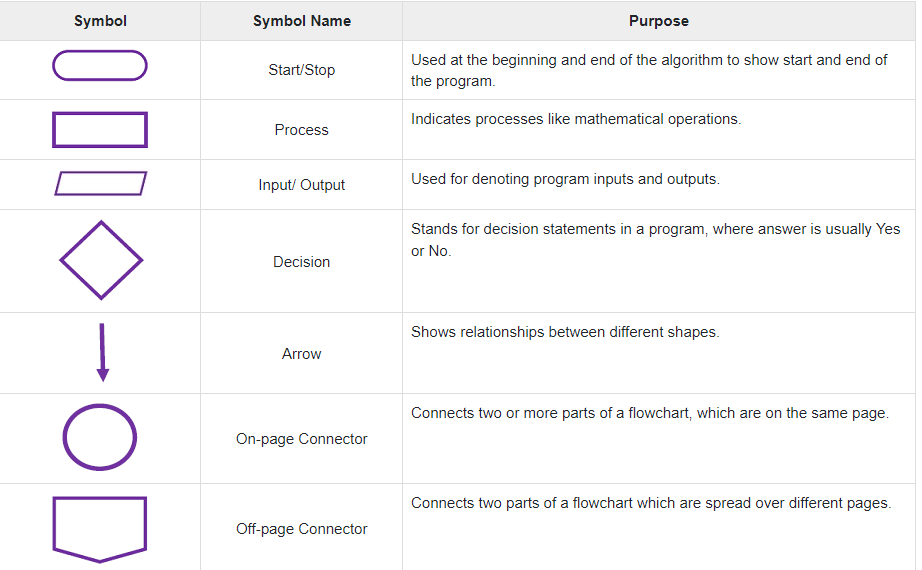 Symbol Symbol Name Purpose
Start/Stop
Used at the beginning and end of the algorithm to show start and end of
the program.
Process
Indicates processes like mathematical operations.
Input/ Output
Used for denoting program inputs and outputs.
Decision
Stands for decision statements in a program, where answer is usually Yes
or No.
Arrow
Shows relationships between different shapes.
On-page Connector
Connects two or more parts of a flowchart, which are on the same page.
Off-page Connector
Connects two parts of a flowchart which are spread over different pages.